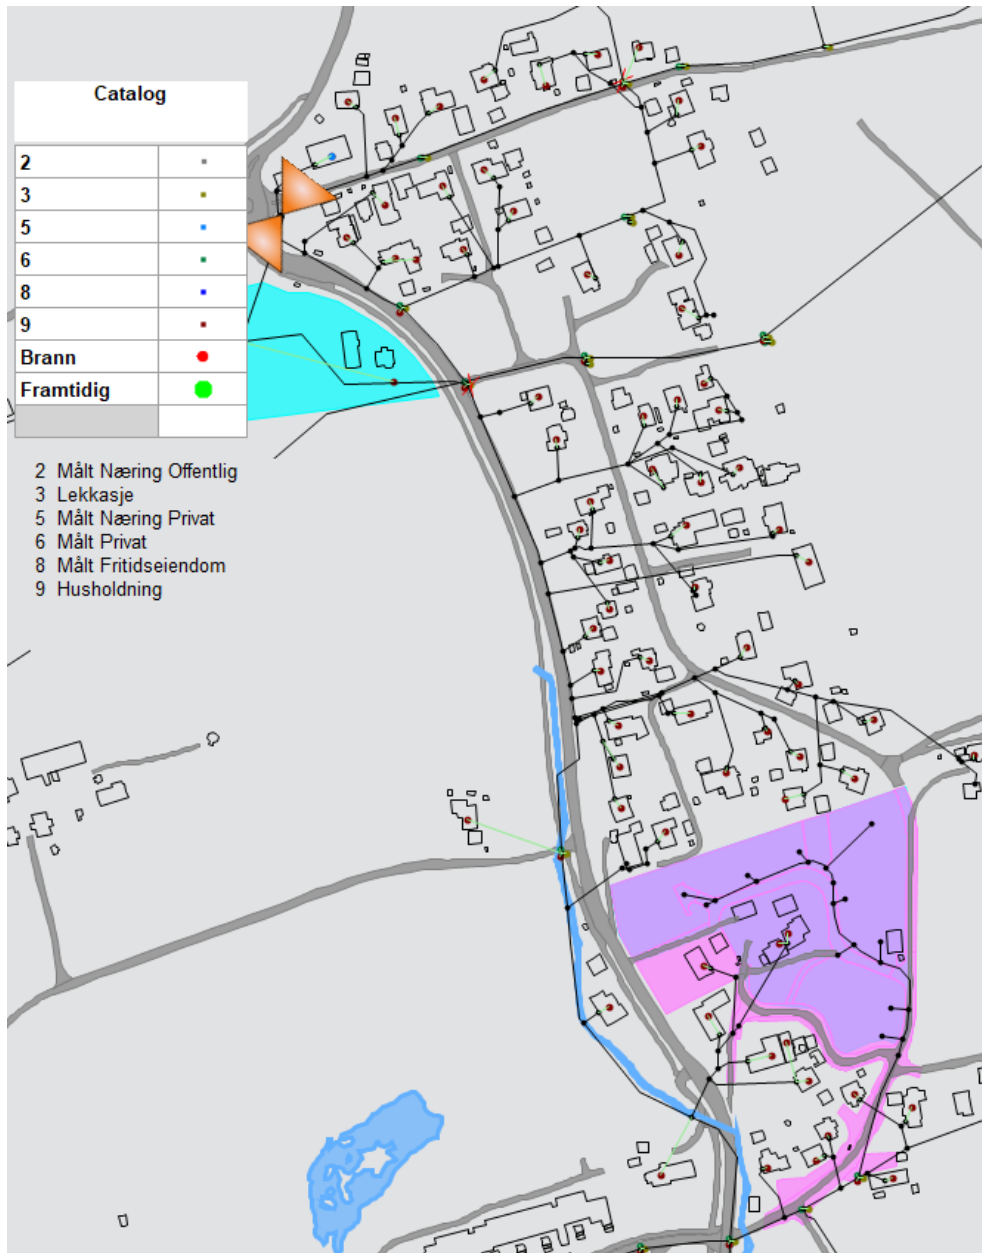 Catalog
2
3
5
6
8
9
Brann
Framtidig
2 Målt Næring Offentlig
3 Lekkasje
5 Målt Næring Privat
6 Målt Privat
8 Målt Fritidseiendom
9 Husholdning